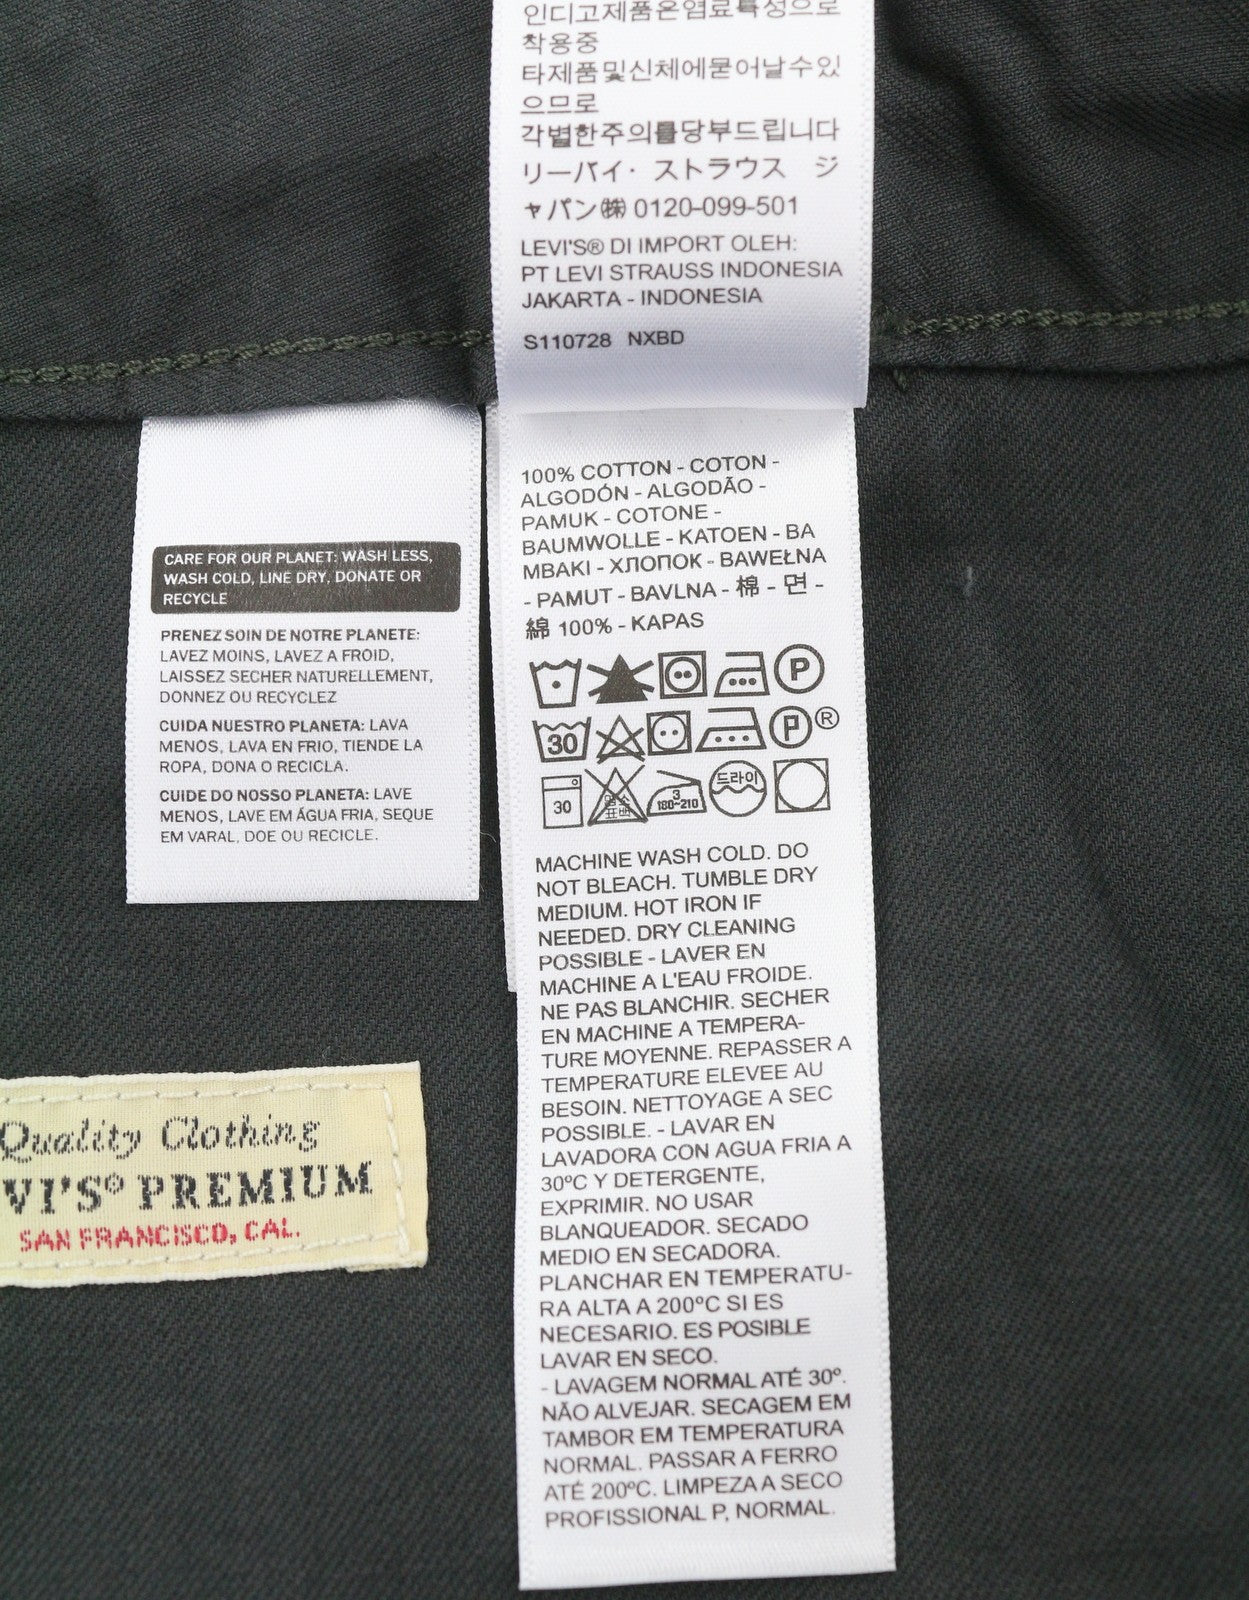 인디고제품은염료특성으로
착용중
타제품및신체에묻어날수있
으므로
각별한주의를당부드립니다
リーバイ・ストラウス ジ
ャパン㈱ 0120-099-501
LEVI'S® DI IMPORT OLEH:
PT LEVI STRAUSS INDONESIA
JAKARTA - INDONESIA
S110728 NXBD
CARE FOR OUR PLANET: WASH LESS,
WASH COLD, LINE DRY, DONATE OR
RECYCLE
PRENEZ SOIN DE NOTRE PLANETE:
LAVEZ MOINS, LAVEZ A FROID,
LAISSEZ SECHER NATURELLEMENT,
DONNEZ OU RECYCLEZ
CUIDA NUESTRO PLANETA: LAVA
MENOS, LAVA EN FRIO, TIENDE LA
ROPA, DONA O RECICLA.
CUIDE DO NOSSO PLANETA: LAVE
MENOS, LAVE EM ÁGUA FRIA, SEQUE
EM VARAL, DOE OU RECICLE.
100% COTTON - COTON -
ALGODÓN - ALGODÃO -
PAMUK - COTONE -
BAUMWOLLE - KATOEN - BA
MBAKI - ХЛОПОК - BAWEŁNA
- PAMUT - BAVLNA - 棉 - 면 -
綿 100% - KAPAS
P
30 P ®
30 염소 표백 3 180~210 드라이
MACHINE WASH COLD. DO
NOT BLEACH. TUMBLE DRY
MEDIUM. HOT IRON IF
NEEDED. DRY CLEANING
POSSIBLE - LAVER EN
MACHINE A L'EAU FROIDE.
NE PAS BLANCHIR. SECHER
EN MACHINE A TEMPERA-
TURE MOYENNE. REPASSER A
TEMPERATURE ELEVEE AU
BESOIN. NETTOYAGE A SEC
POSSIBLE. - LAVAR EN
LAVADORA CON AGUA FRIA A
30ºC Y DETERGENTE,
EXPRIMIR. NO USAR
BLANQUEADOR. SECADO
MEDIO EN SECADORA.
PLANCHAR EN TEMPERATU-
RA ALTA A 200ºC SI ES
NECESARIO. ES POSIBLE
LAVAR EN SECO.
- LAVAGEM NORMAL ATÉ 30º.
NÃO ALVEJAR. SECAGEM EM
TAMBOR EM TEMPERATURA
NORMAL. PASSAR A FERRO
ATÉ 200ºC. LIMPEZA A SECO
PROFISSIONAL P, NORMAL.
Quality Clothing
VI'S® PREMIUM
SAN FRANCISCO, CAL.